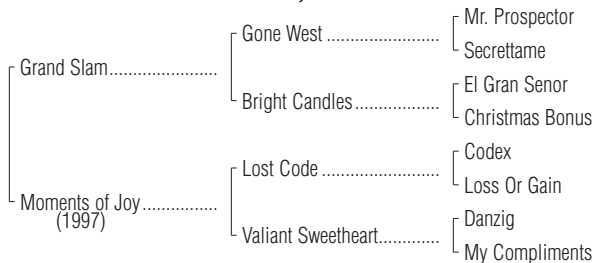 Mr. Prospector
Gone West
Secrettame
Grand Slam
El Gran Senor
Bright Candles
Christmas Bonus
Codex
Lost Code
Loss Or Gain
Moments of Joy
(1997)
Danzig
Valiant Sweetheart
My Compliments